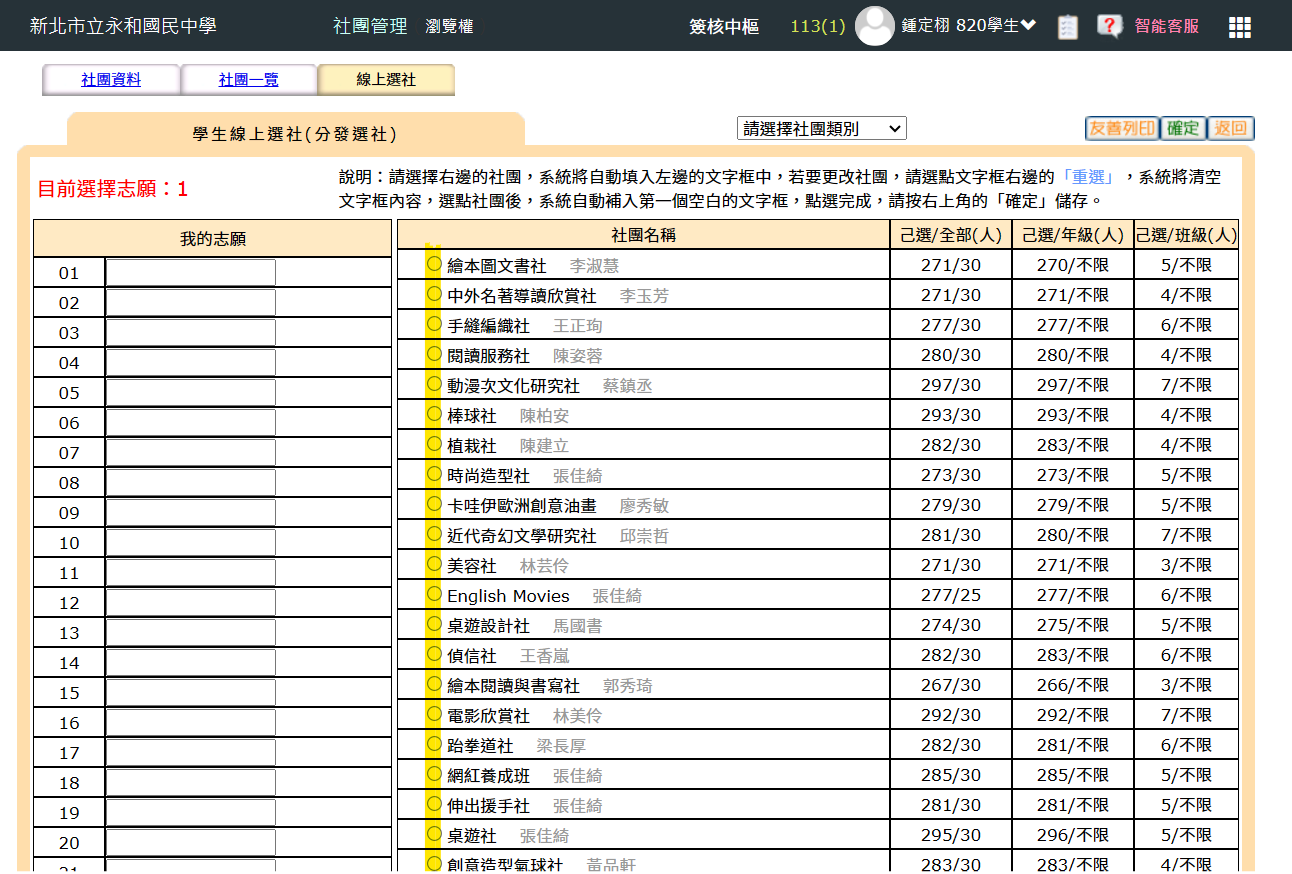 新北市立永和國民中學 社團管理 瀏覽權 簽核中樞 113(1) 鍾定栩 820學生 智能客服
社團資料 社團一覽 線上選社
學生線上選社(分發選社) 請選擇社團類別 友善列印 確定 返回
目前選擇志願：1
說明：請選擇右邊的社團，系統將自動填入左邊的文字框中，若要更改社團，請選點文字框右邊的「重選」，系統將清空
文字框內容，選點社團後，系統自動補入第一個空白的文字框，點選完成，請按右上角的「確定」儲存。
我的志願
01
02
03
04
05
06
07
08
09
10
11
12
13
14
15
16
17
18
19
20
21
社團名稱 已選/全部(人) 已選/年級(人) 已選/班級(人)
繪本圖文書社 李淑慧 271/30 270/不限 5/不限
中外名著導讀欣賞社 李玉芳 271/30 271/不限 4/不限
手縫編織社 王正珣 277/30 277/不限 6/不限
閱讀服務社 陳姿蓉 280/30 280/不限 4/不限
動漫次文化研究社 蔡鎮丞 297/30 297/不限 7/不限
棒球社 陳柏安 293/30 293/不限 4/不限
植栽社 陳建立 282/30 283/不限 4/不限
時尚造型社 張佳綺 273/30 273/不限 5/不限
卡哇伊歐洲創意油畫 廖秀敏 279/30 279/不限 5/不限
近代奇幻文學研究社 邱崇哲 281/30 280/不限 7/不限
美容社 林芸伶 271/30 271/不限 3/不限
English Movies 張佳綺 277/25 277/不限 6/不限
桌遊設計社 馬國書 274/30 275/不限 5/不限
偵信社 王香嵐 282/30 283/不限 6/不限
繪本閱讀與書寫社 郭秀琦 267/30 266/不限 3/不限
電影欣賞社 林美伶 292/30 292/不限 7/不限
跆拳道社 梁長厚 282/30 281/不限 6/不限
網紅養成班 張佳綺 285/30 285/不限 5/不限
伸出援手社 張佳綺 281/30 281/不限 5/不限
桌遊社 張佳綺 295/30 296/不限 5/不限
創意造型氣球社 黃品軒 283/30 283/不限 4/不限